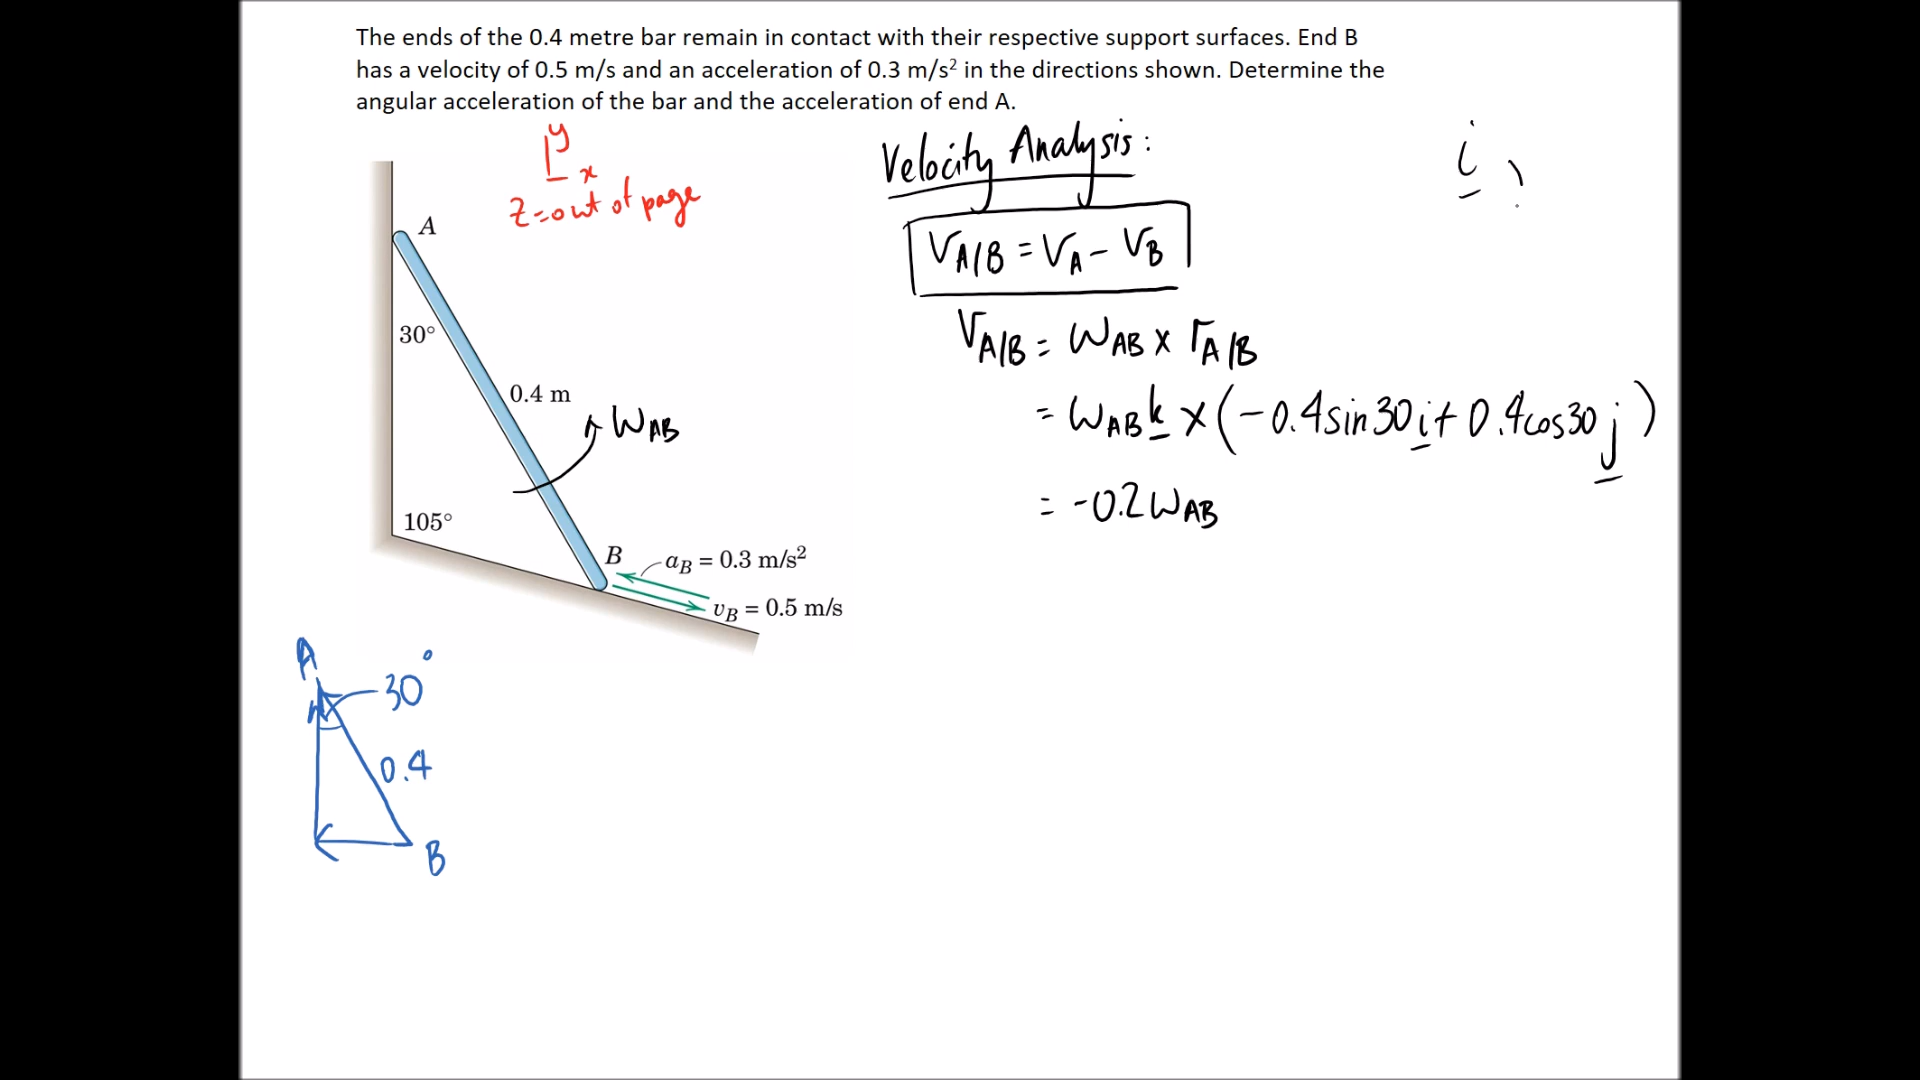 The ends of the 0.4 metre bar remain in contact with their respective support surfaces. End B
has a velocity of 0.5 m/s and an acceleration of 0.3 m/s² in the directions shown. Determine the
angular acceleration of the bar and the acceleration of end A.
y
x
z=out of page
A
30°
0.4 m
ω_AB
105°
B
a_B = 0.3 m/s²
v_B = 0.5 m/s
A
30°
0.4
B
Velocity Analysis:
i
V_A/B = V_A - V_B
V_A/B = ω_AB × r_A/B
= ω_AB k × (-0.4sin30 i + 0.4cos30 j)
= -0.2ω_AB